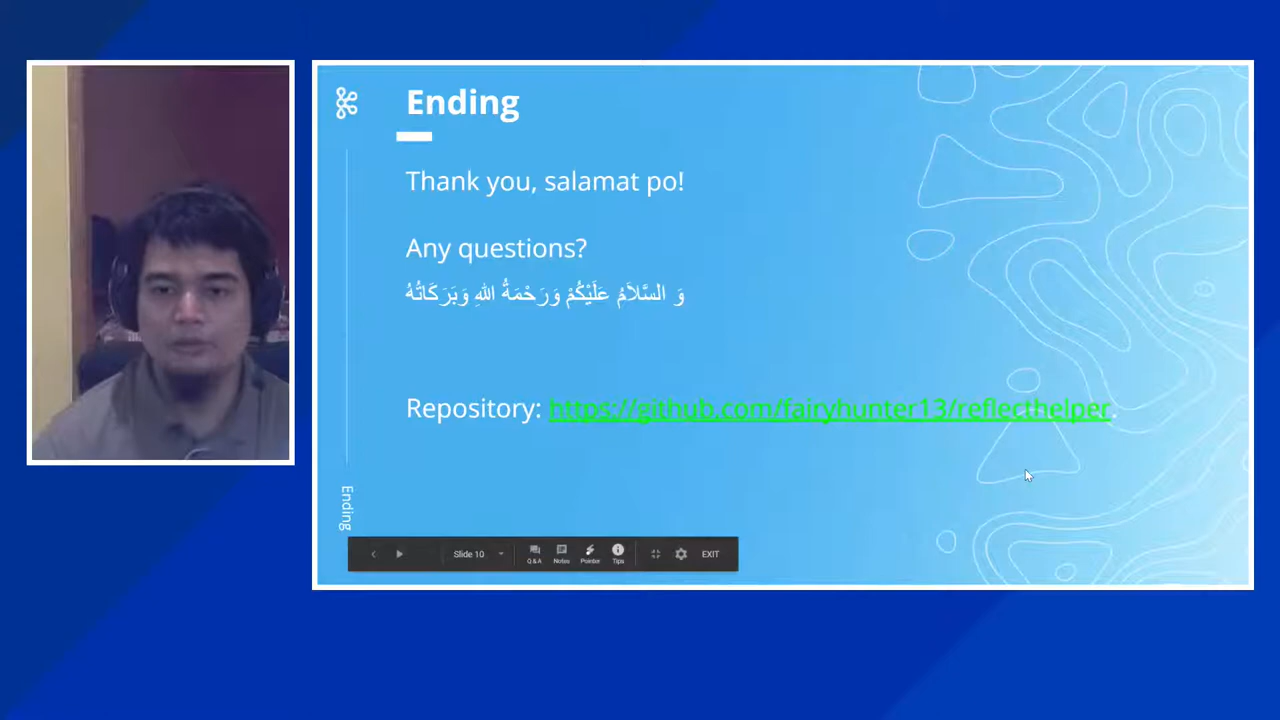 Ending
Thank you, salamat po!
Any questions?
وَ السَّلاَمُ عَلَيْكُمْ وَرَحْمَةُ اللهِ وَبَرَكَاتُهُ
Repository: https://github.com/fairyhunter13/reflecthelper.
Ending
Slide 10
Q&A
Notes
Pointer
Tips
EXIT